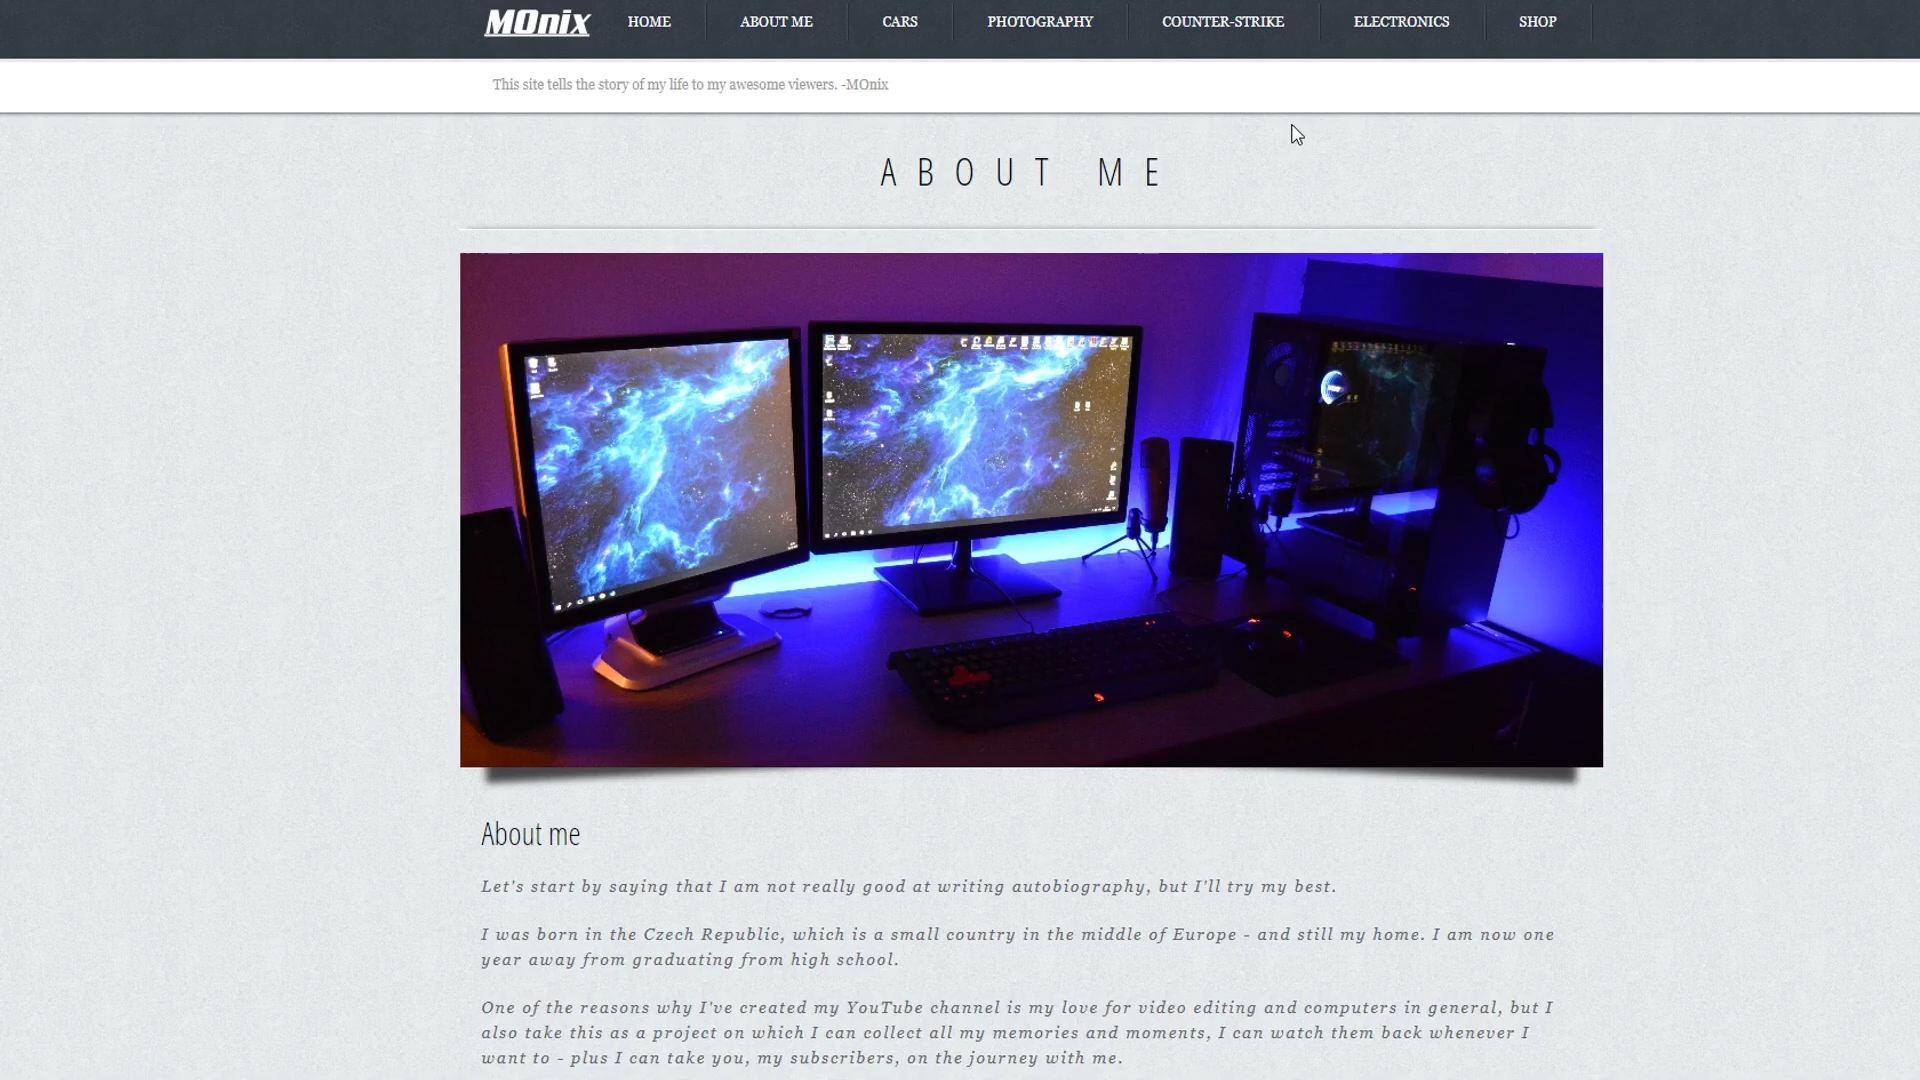 MOnix HOME ABOUT ME CARS PHOTOGRAPHY COUNTER-STRIKE ELECTRONICS SHOP
This site tells the story of my life to my awesome viewers. -MOnix
ABOUT ME
About me
Let's start by saying that I am not really good at writing autobiography, but I'll try my best.
I was born in the Czech Republic, which is a small country in the middle of Europe - and still my home. I am now one
year away from graduating from high school.
One of the reasons why I've created my YouTube channel is my love for video editing and computers in general, but I
also take this as a project on which I can collect all my memories and moments, I can watch them back whenever I
want to - plus I can take you, my subscribers, on the journey with me.